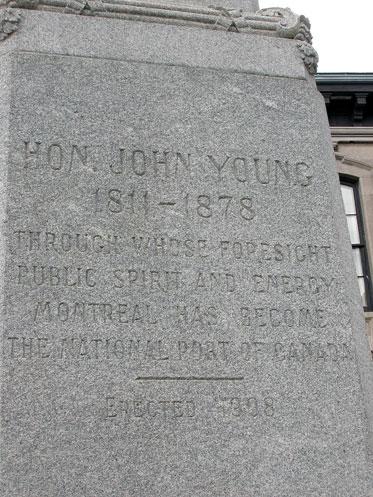 HON. JOHN YOUNG
1811-1878
THROUGH WHOSE FORESIGHT
PUBLIC SPIRIT AND ENERGY
MONTREAL HAS BECOME
THE NATIONAL PORT OF CANADA
ERECTED 1908